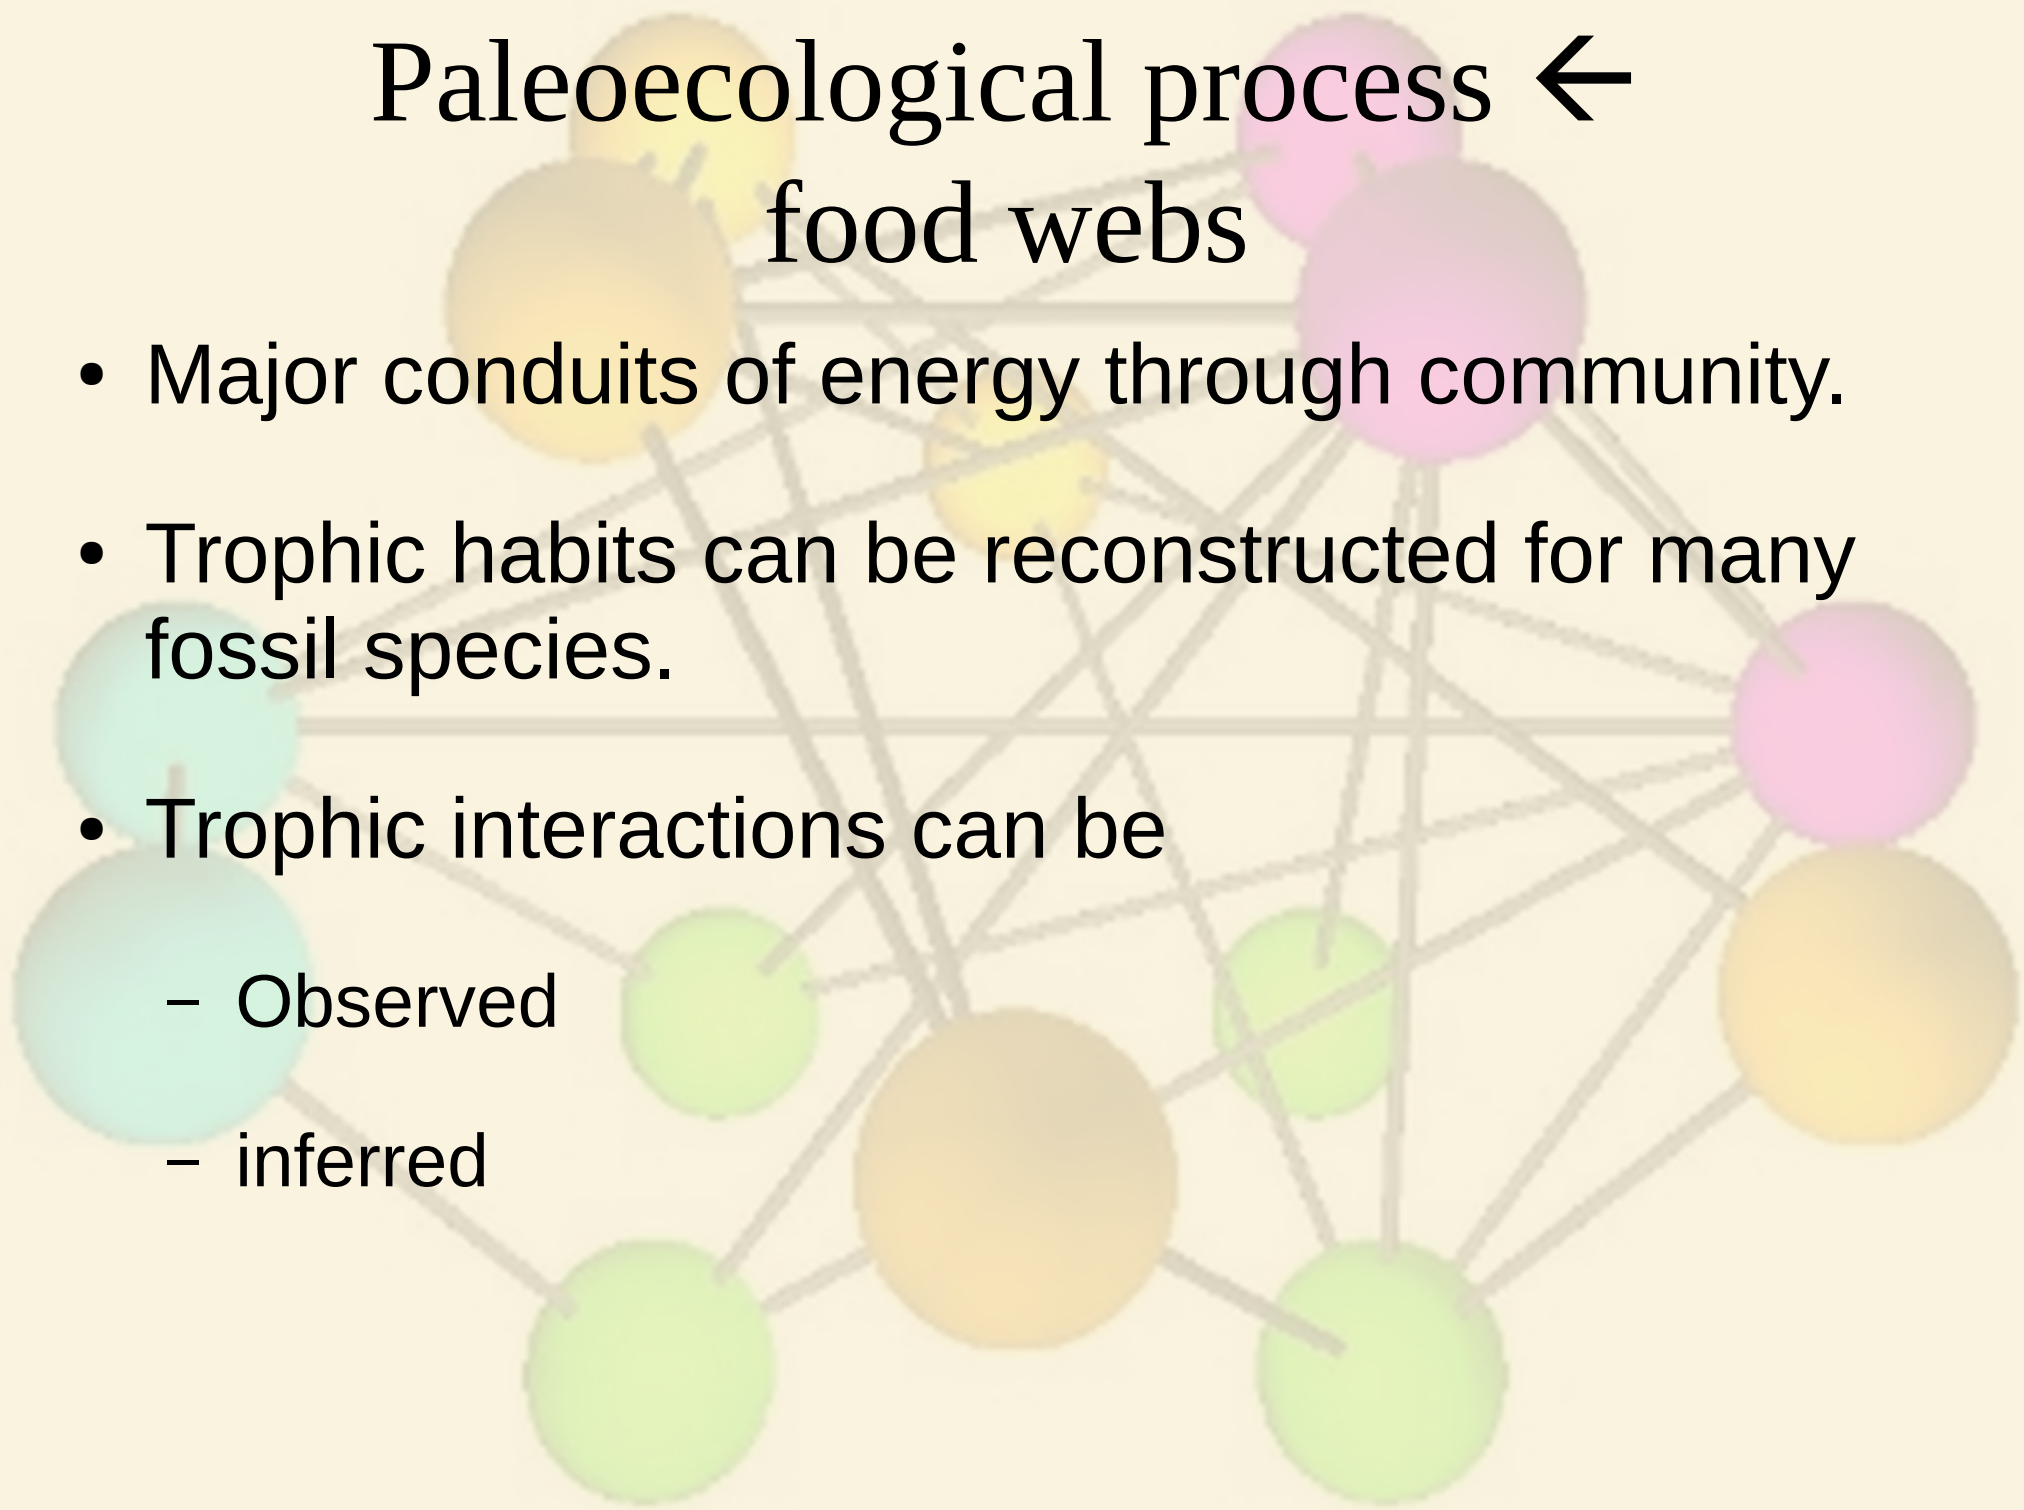 Paleoecological process ←
food webs
• Major conduits of energy through community.
• Trophic habits can be reconstructed for many
fossil species.
• Trophic interactions can be
– Observed
– inferred